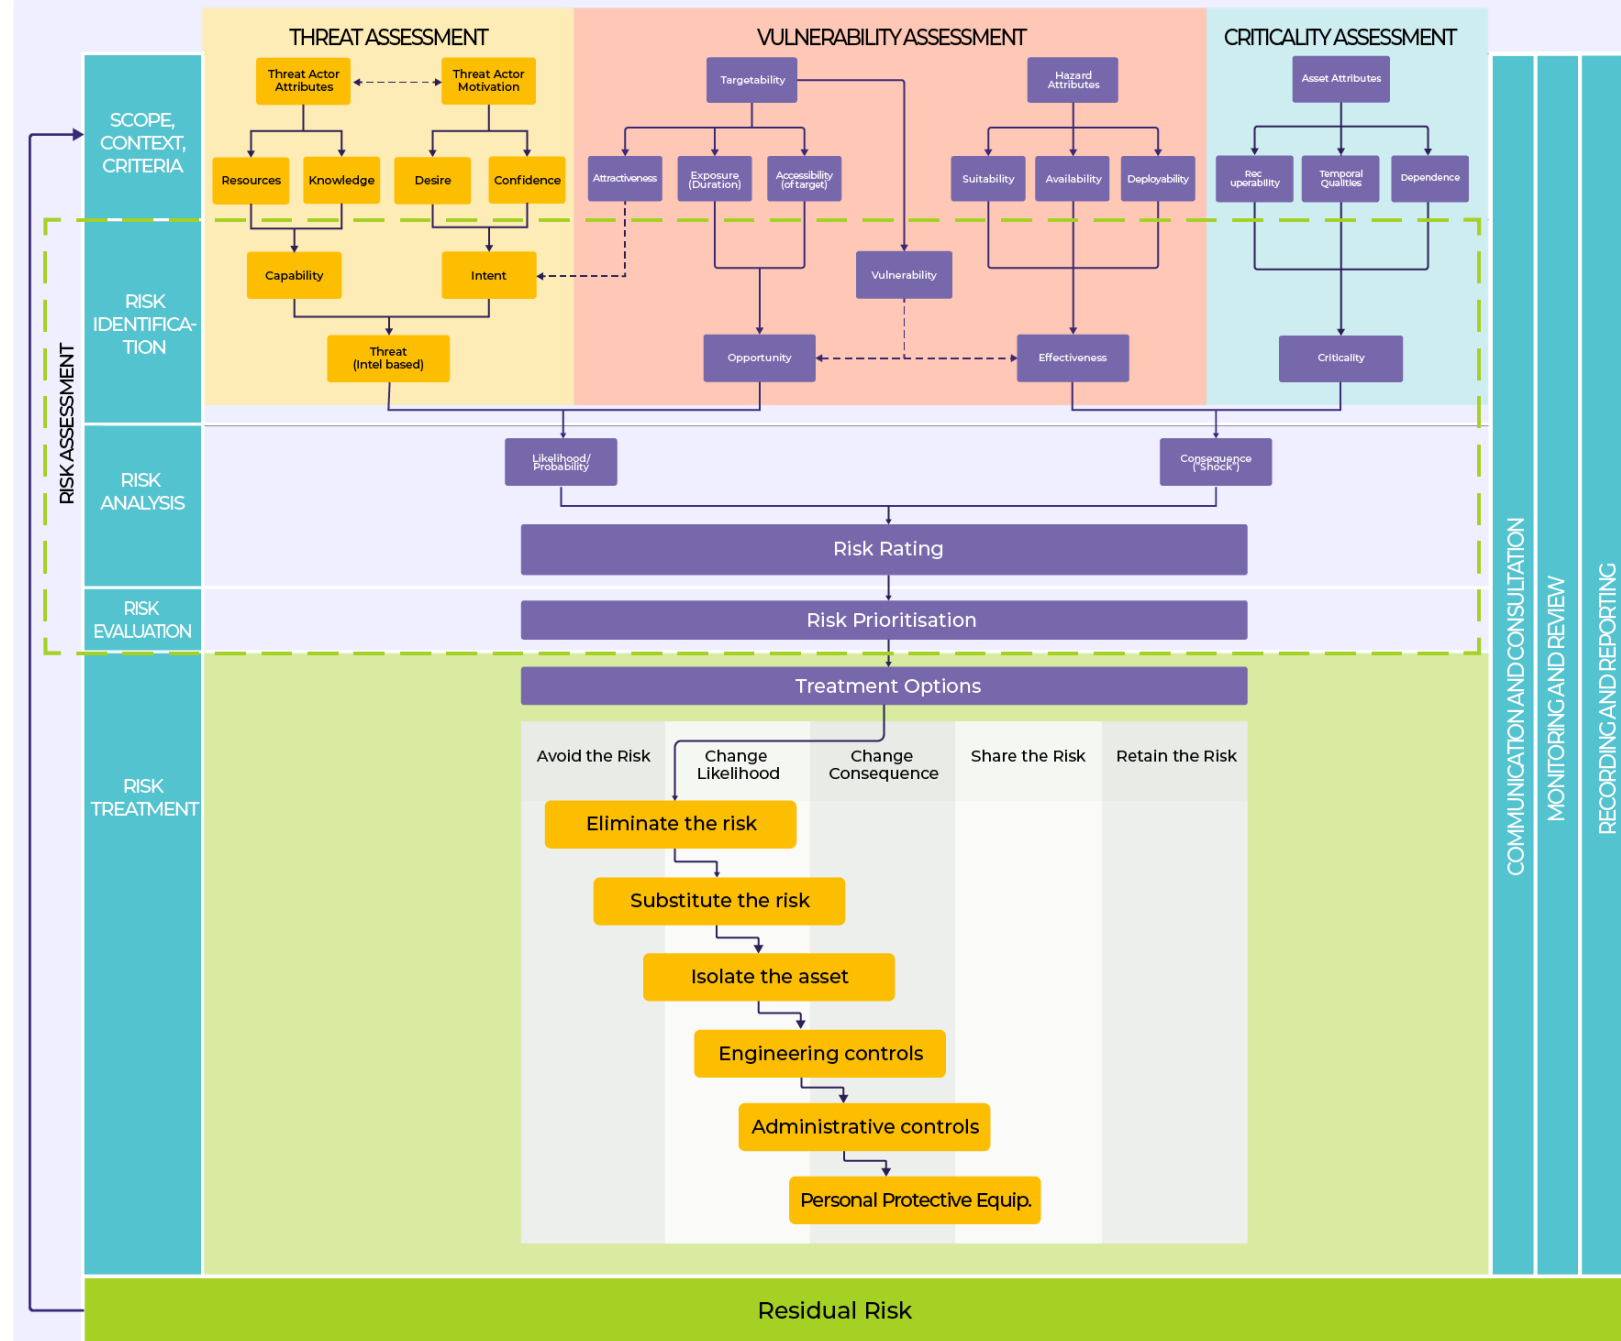 THREAT ASSESSMENT
VULNERABILITY ASSESSMENT
CRITICALITY ASSESSMENT
SCOPE,
CONTEXT,
CRITERIA
Threat Actor
Attributes
Threat Actor
Motivation
Targetability
Hazard
Attributes
Asset Attributes
Resources
Knowledge
Desire
Confidence
Attractiveness
Exposure
(Duration)
Accessibility
(of target)
Suitability
Availability
Deployability
Rec
uperability
Temporal
Qualities
Dependence
RISK ASSESSMENT
RISK
IDENTIFICA-
TION
Capability
Intent
Vulnerability
Threat
(Intel based)
Opportunity
Effectiveness
Criticality
RISK
ANALYSIS
Likelihood/
Probability
Consequence
("Shock")
Risk Rating
RISK
EVALUATION
Risk Prioritisation
RISK
TREATMENT
Treatment Options
Avoid the Risk
Change
Likelihood
Change
Consequence
Share the Risk
Retain the Risk
Eliminate the risk
Substitute the risk
Isolate the asset
Engineering controls
Administrative controls
Personal Protective Equip.
COMMUNICATION AND CONSULTATION
MONITORING AND REVIEW
RECORDING AND REPORTING
Residual Risk